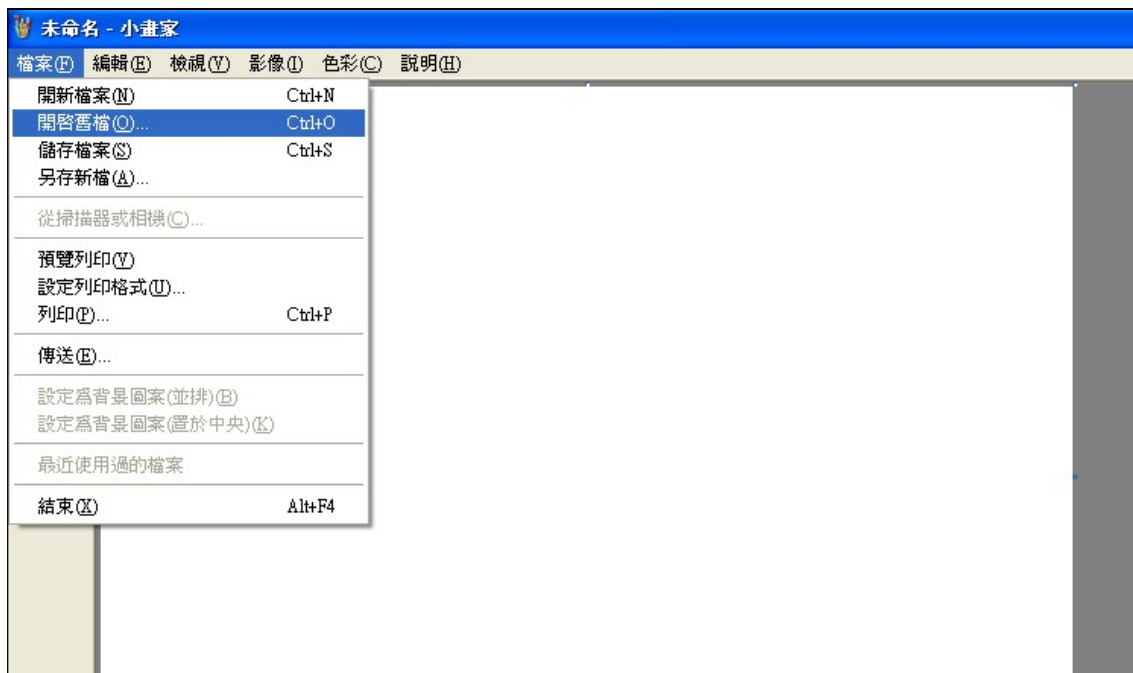 未命名 - 小畫家
檔案(F) 編輯(E) 檢視(V) 影像(I) 色彩(C) 說明(H)
開新檔案(N) Ctrl+N
開啓舊檔(O)... Ctrl+O
儲存檔案(S) Ctrl+S
另存新檔(A)...
從掃描器或相機(C)...
預覽列印(V)
設定列印格式(U)...
列印(P)... Ctrl+P
傳送(E)...
設定爲背景圖案(並排)(B)
設定爲背景圖案(置於中央)(K)
最近使用過的檔案
結束(X) Alt+F4